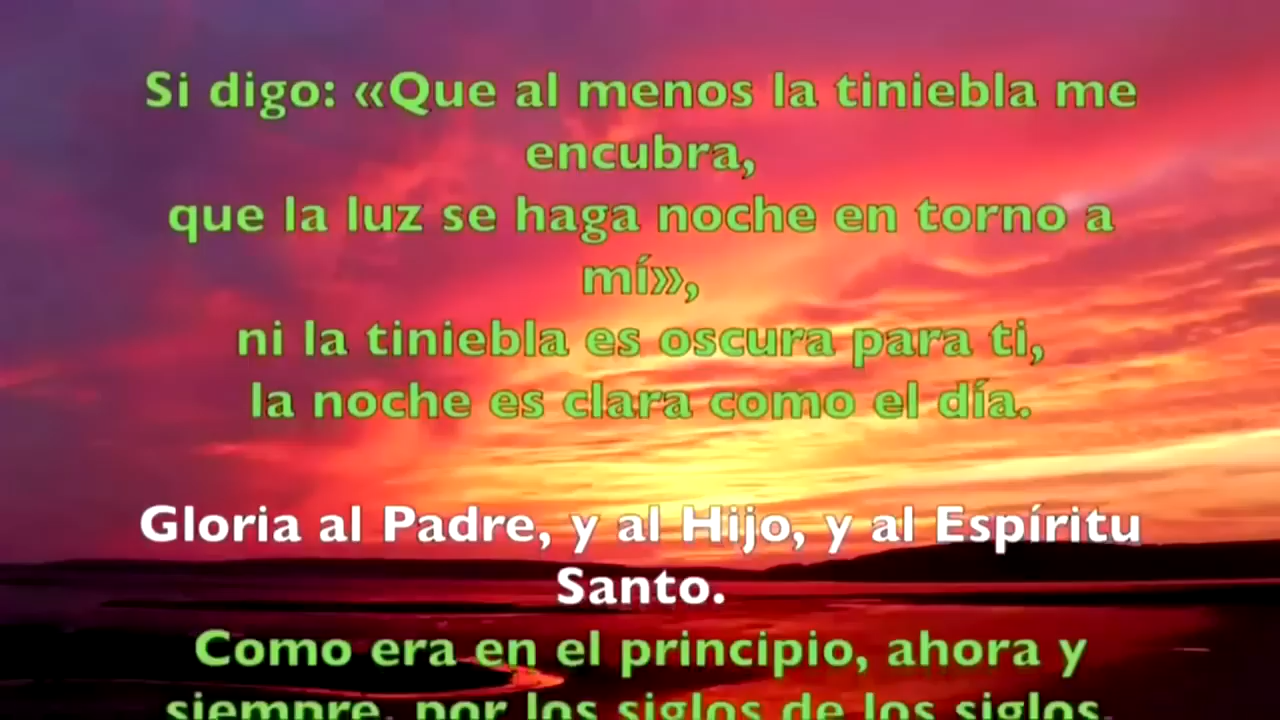 Si digo: «Que al menos la tiniebla me
encubra,
que la luz se haga noche en torno a
mí»,
ni la tiniebla es oscura para ti,
la noche es clara como el día.
Gloria al Padre, y al Hijo, y al Espíritu
Santo.
Como era en el principio, ahora y
siempre, por los siglos de los siglos.